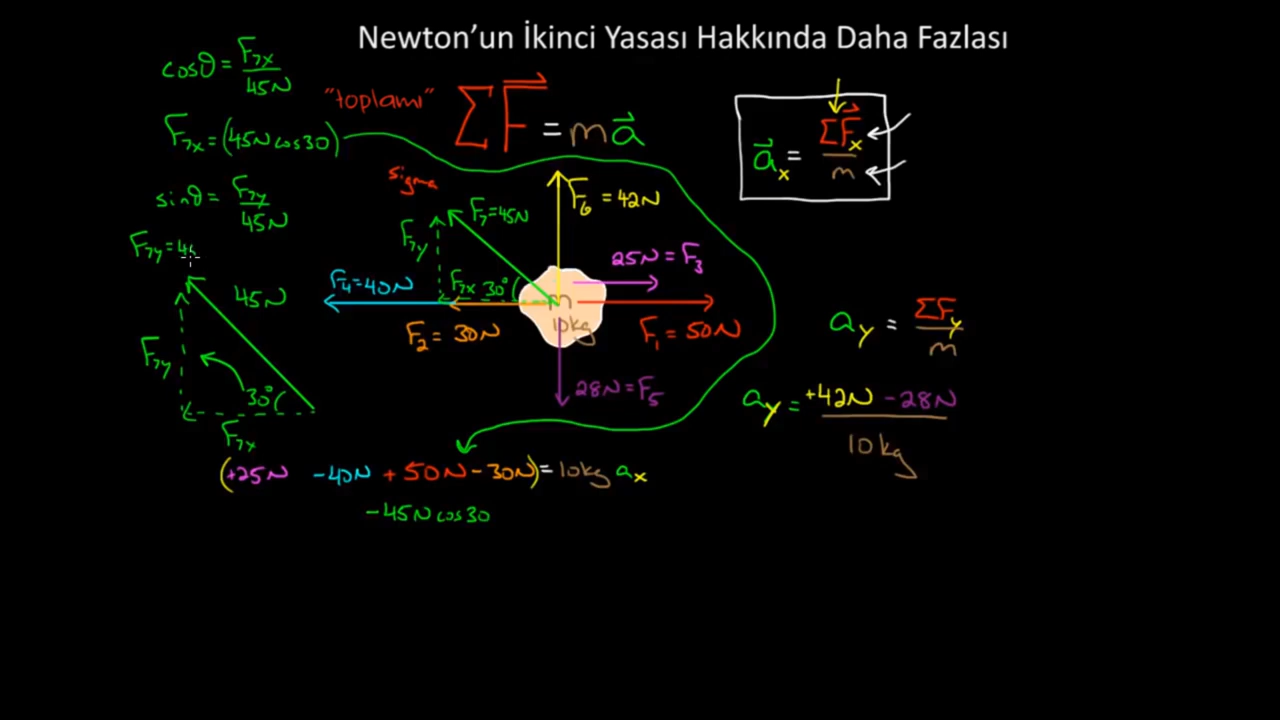 Newton'un İkinci Yasası Hakkında Daha Fazlası
cosθ = F₇ₓ / 45N
F₇ₓ = (45N cos30)
sinθ = F₇y / 45N
F₇y = 4
"toplamı"
ΣF⃗ = ma⃗
sigma
a⃗ₓ = ΣF⃗ₓ / m
F₆ = 42N
F₇ = 45N
F₇y
F₇ₓ 30°
25N = F₃
F₄ = 40N
m
10kg
F₂ = 30N
F₁ = 50N
28N = F₅
45N
F₇y
30°
F₇ₓ
ay = ΣFy / m
ay = +42N - 28N / 10kg
(+25N - 40N + 50N - 30N) = 10kg aₓ
-45N cos30